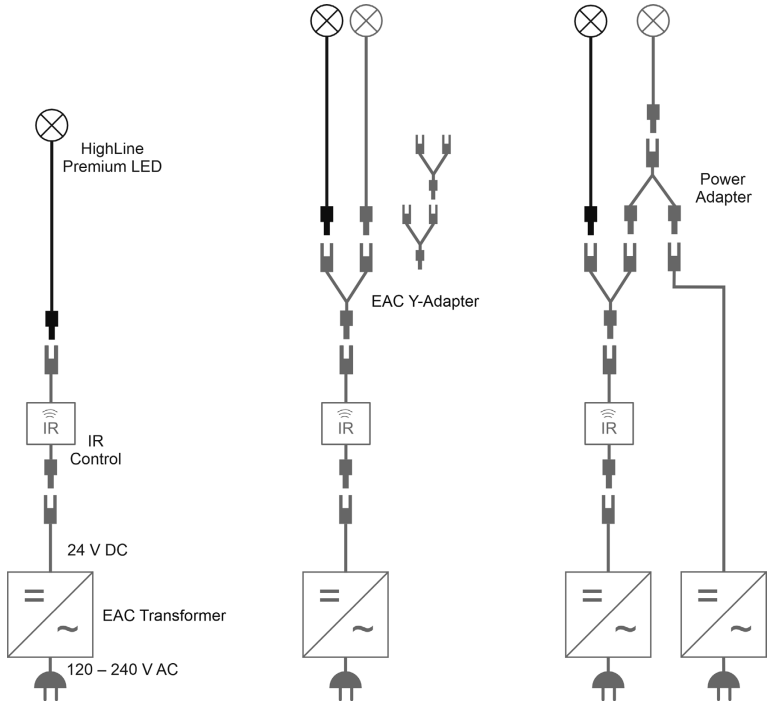 HighLine
Premium LED
Power
Adapter
EAC Y-Adapter
IR
IR
IR
IR
Control
24 V DC
EAC Transformer
120 – 240 V AC